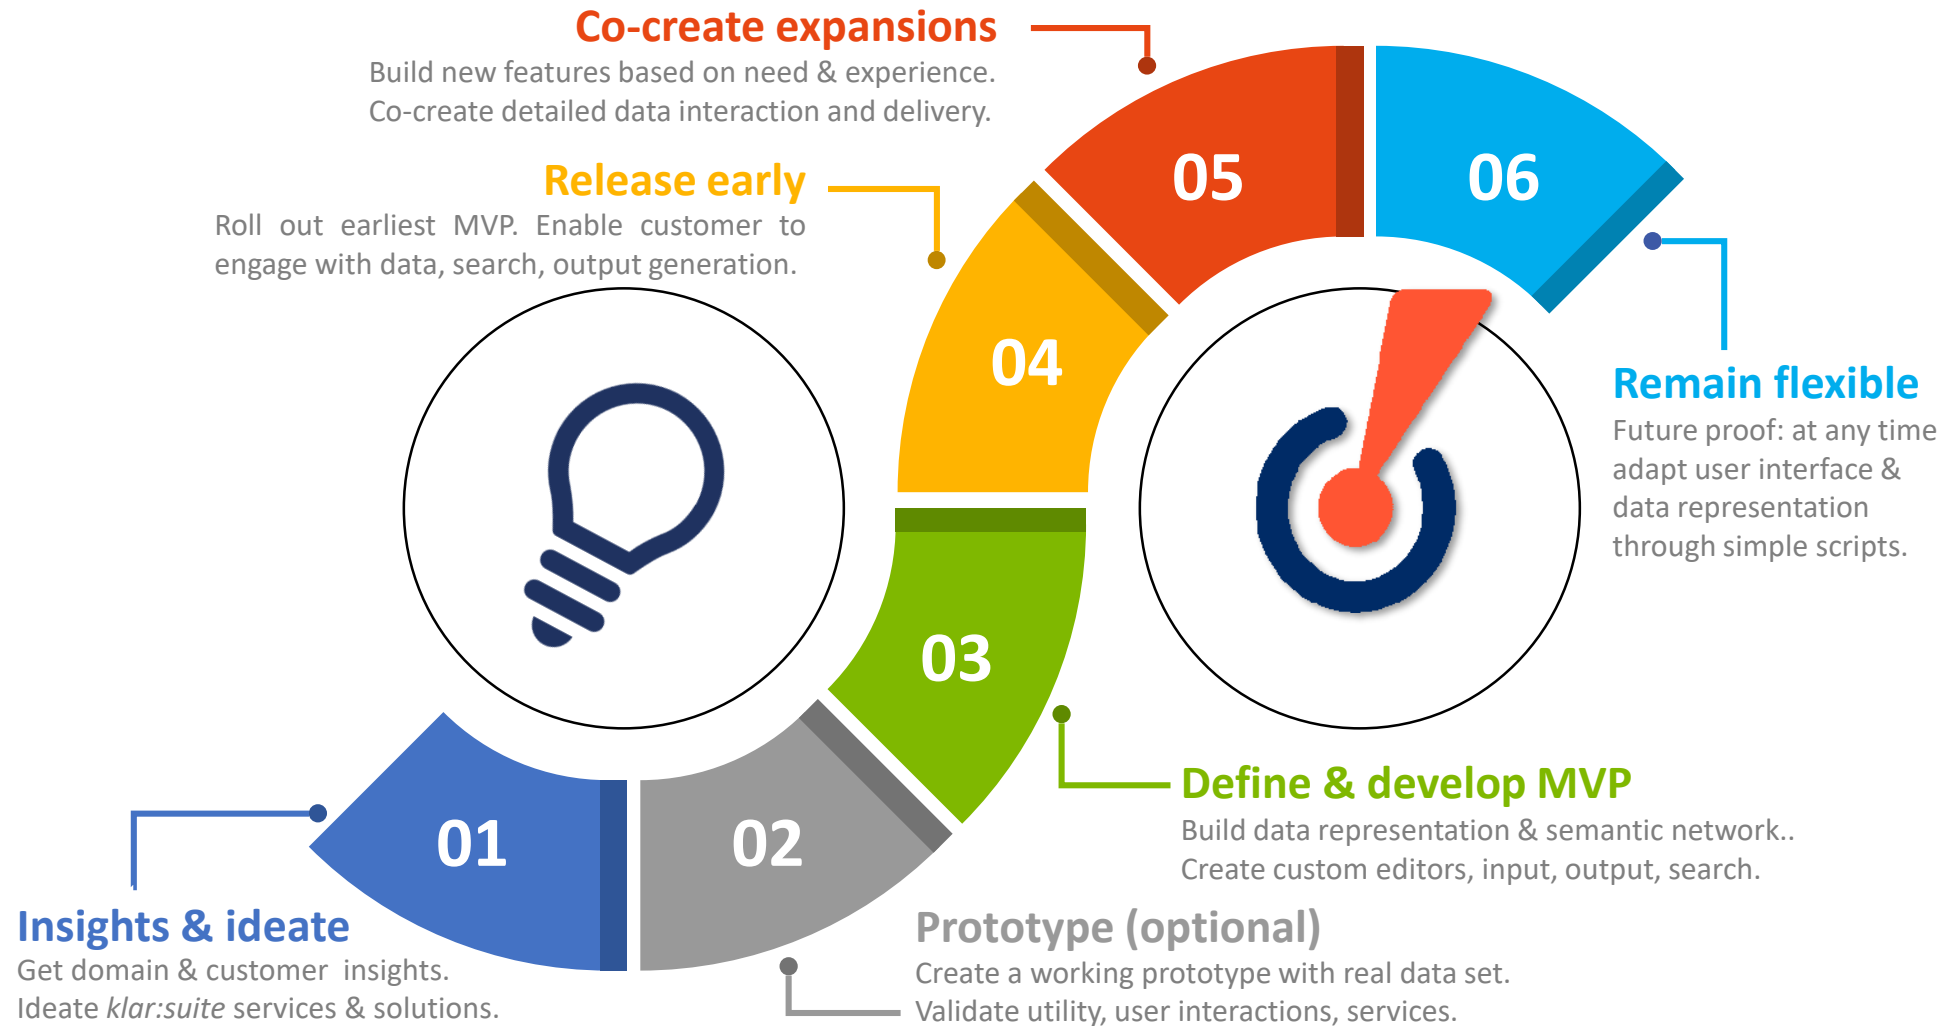 Co-create expansions
Build new features based on need & experience.
Co-create detailed data interaction and delivery.
05
06
Release early
Roll out earliest MVP. Enable customer to
engage with data, search, output generation.
04
Remain flexible
Future proof: at any time
adapt user interface &
data representation
through simple scripts.
03
Define & develop MVP
Build data representation & semantic network..
Create custom editors, input, output, search.
01
02
Insights & ideate
Get domain & customer insights.
Ideate klar:suite services & solutions.
Prototype (optional)
Create a working prototype with real data set.
Validate utility, user interactions, services.